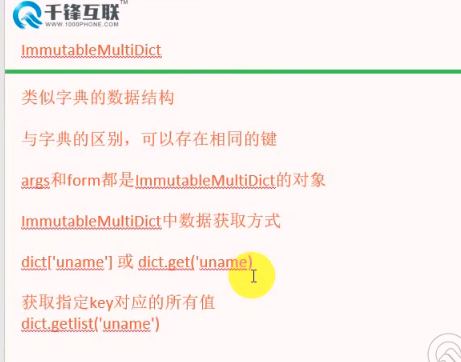 千锋互联™
WWW.1000PHONE.COM
ImmutableMultiDict
类似字典的数据结构
与字典的区别，可以存在相同的键
args和form都是ImmutableMultiDict的对象
ImmutableMultiDict中数据获取方式
dict['uname'] 或 dict.get('uname)
获取指定key对应的所有值
dict.getlist('uname')